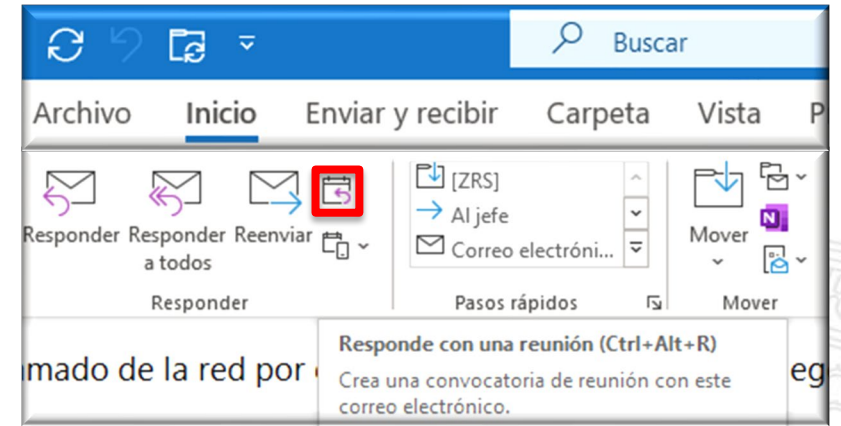 Buscar
Archivo Inicio Enviar y recibir Carpeta Vista P
[ZRS]
Al jefe
Correo electróni...
Responder Responder a todos Reenviar
Mover
N
Responder Pasos rápidos Mover
Responde con una reunión (Ctrl+Alt+R)
Crea una convocatoria de reunión con este
correo electrónico.
amado de la red por
eg